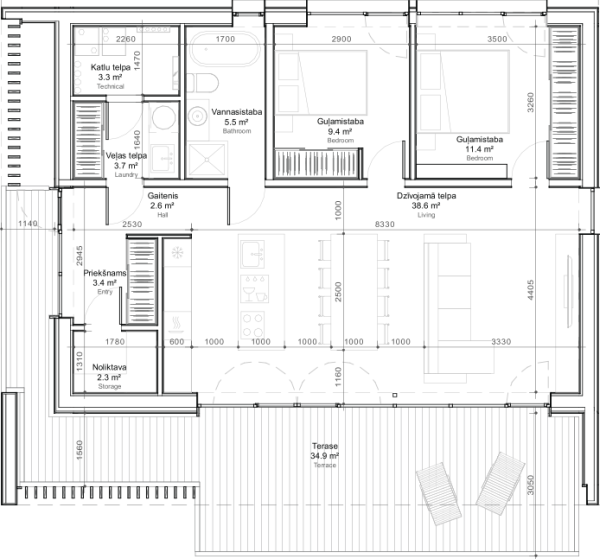 2260
1700
2900
3500
1470
Katlu telpa
3.3 m²
Technical
3260
Vannasistaba
5.5 m²
Bathroom
Guļamistaba
9.4 m²
Bedroom
Guļamistaba
11.4 m²
Bedroom
1640
Veļas telpa
3.7 m²
Laundry
Gaitenis
2.6 m²
Hall
Dzīvojamā telpa
38.6 m²
Living
1140
2530
1000
8330
2945
Priekšnams
3.4 m²
Entry
2500
4405
1780
600
1000
1000
1000
1000
1000
3330
1310
Noliktava
2.3 m²
Storage
1160
1560
Terase
34.9 m²
Terrace
3050